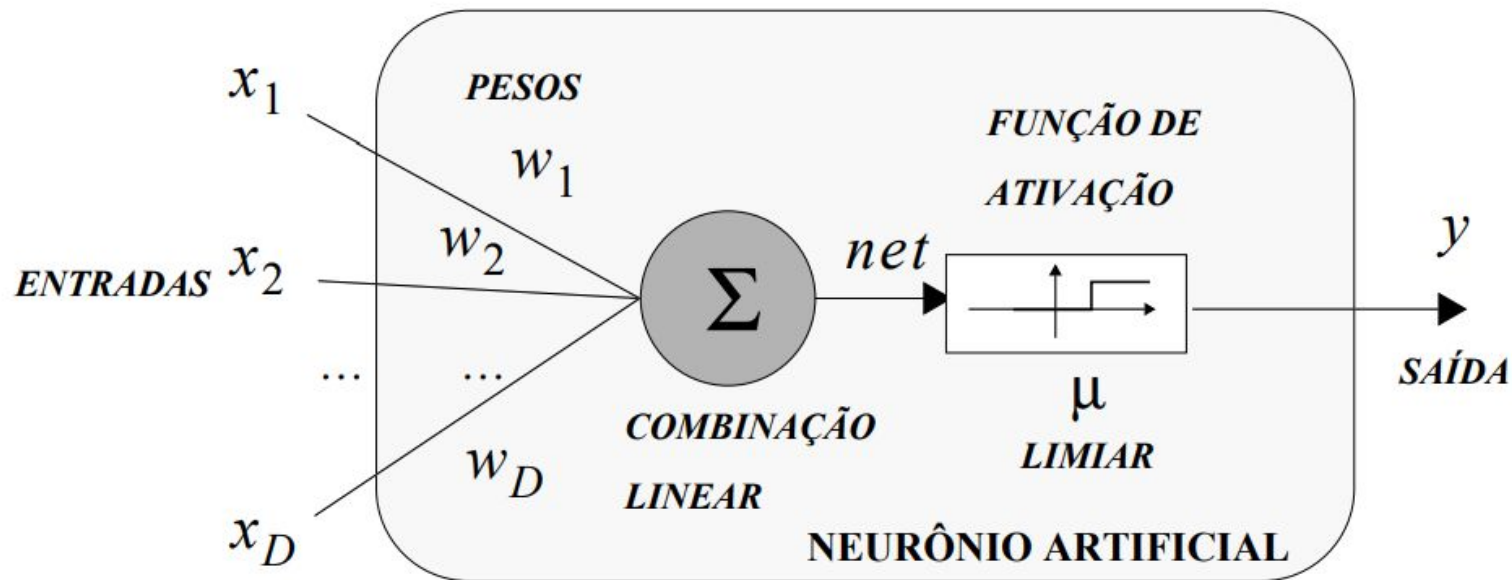 x1
PESOS
w1
FUNÇÃO DE
ATIVAÇÃO
ENTRADAS x2
w2
Σ
net
y
... ...
μ
SAÍDA
COMBINAÇÃO
LINEAR
LIMIAR
wD
xD
NEURÔNIO ARTIFICIAL